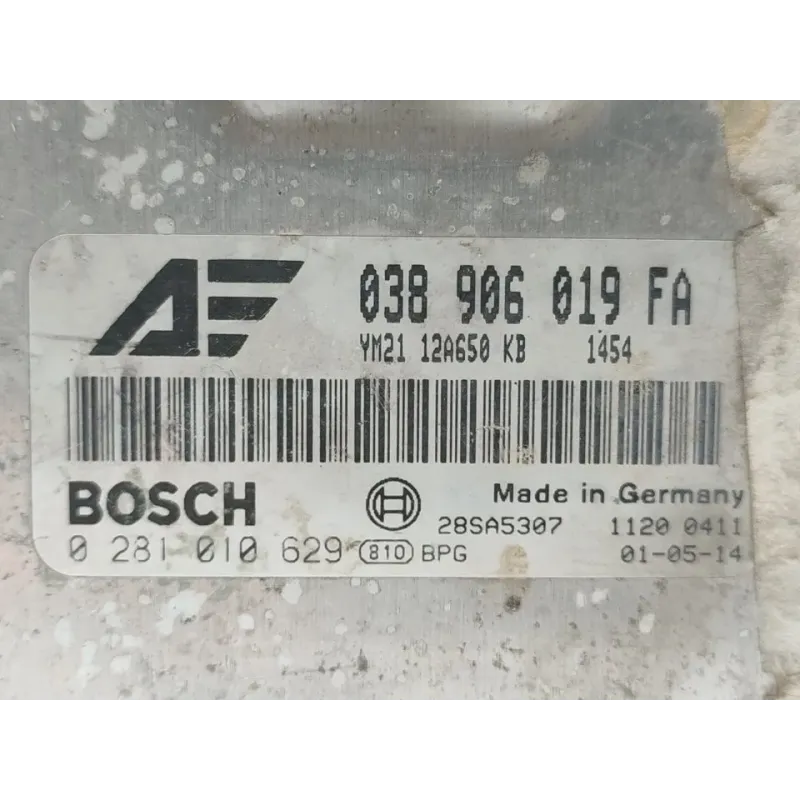 AF 038 906 019 FA
YM21 12A650 KB 1454
BOSCH Made in Germany
28SA5307 1120 0411
0 281 010 629 810 BPG 01-05-14